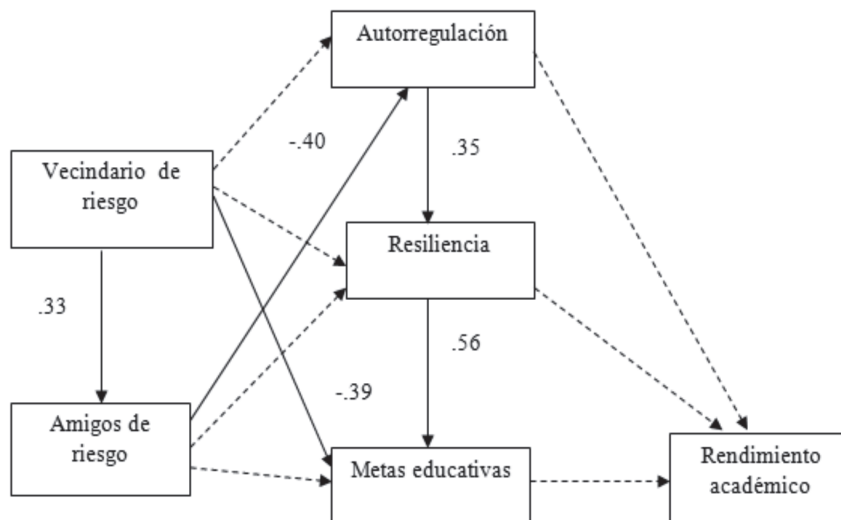 Autorregulación
-.40
.35
Vecindario de
riesgo
Resiliencia
.33
.56
-.39
Amigos de
riesgo
Metas educativas
Rendimiento
académico